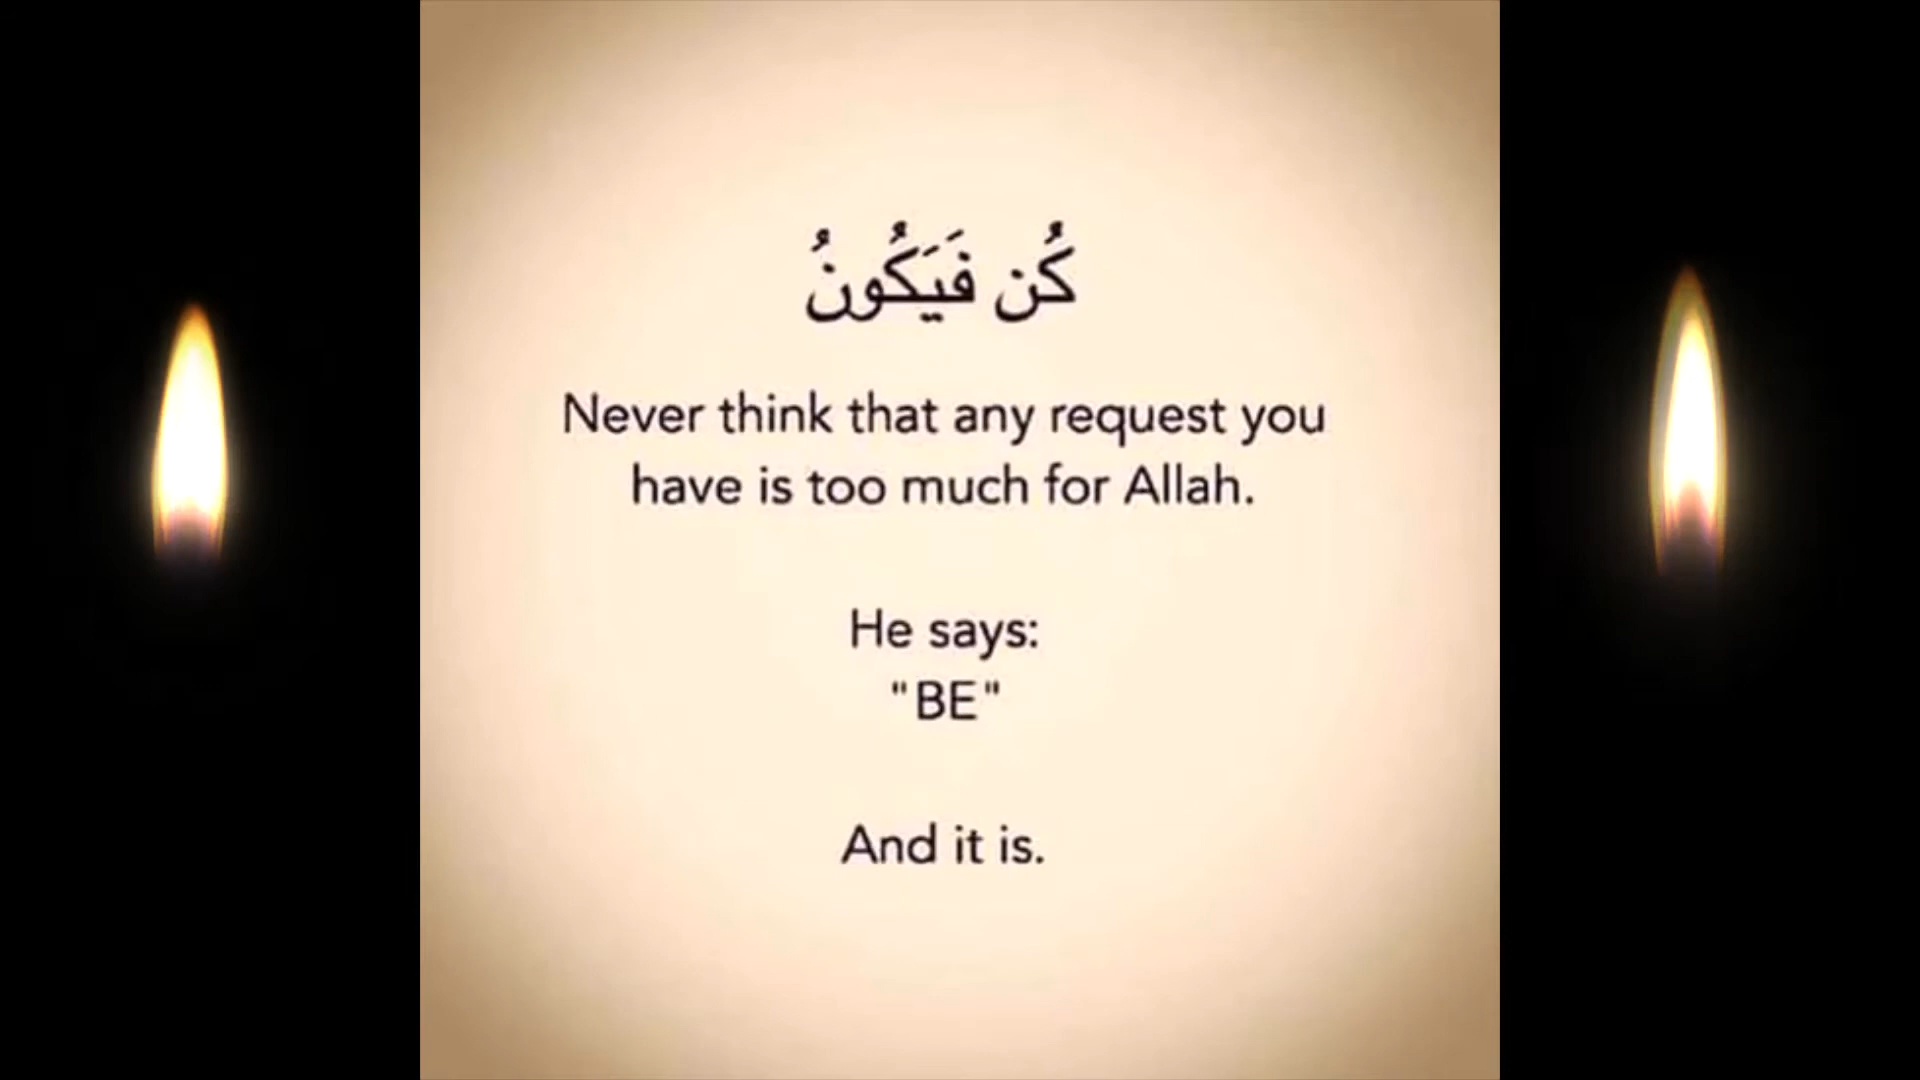 كُن فَيَكُونُ
Never think that any request you
have is too much for Allah.
He says:
"BE"
And it is.